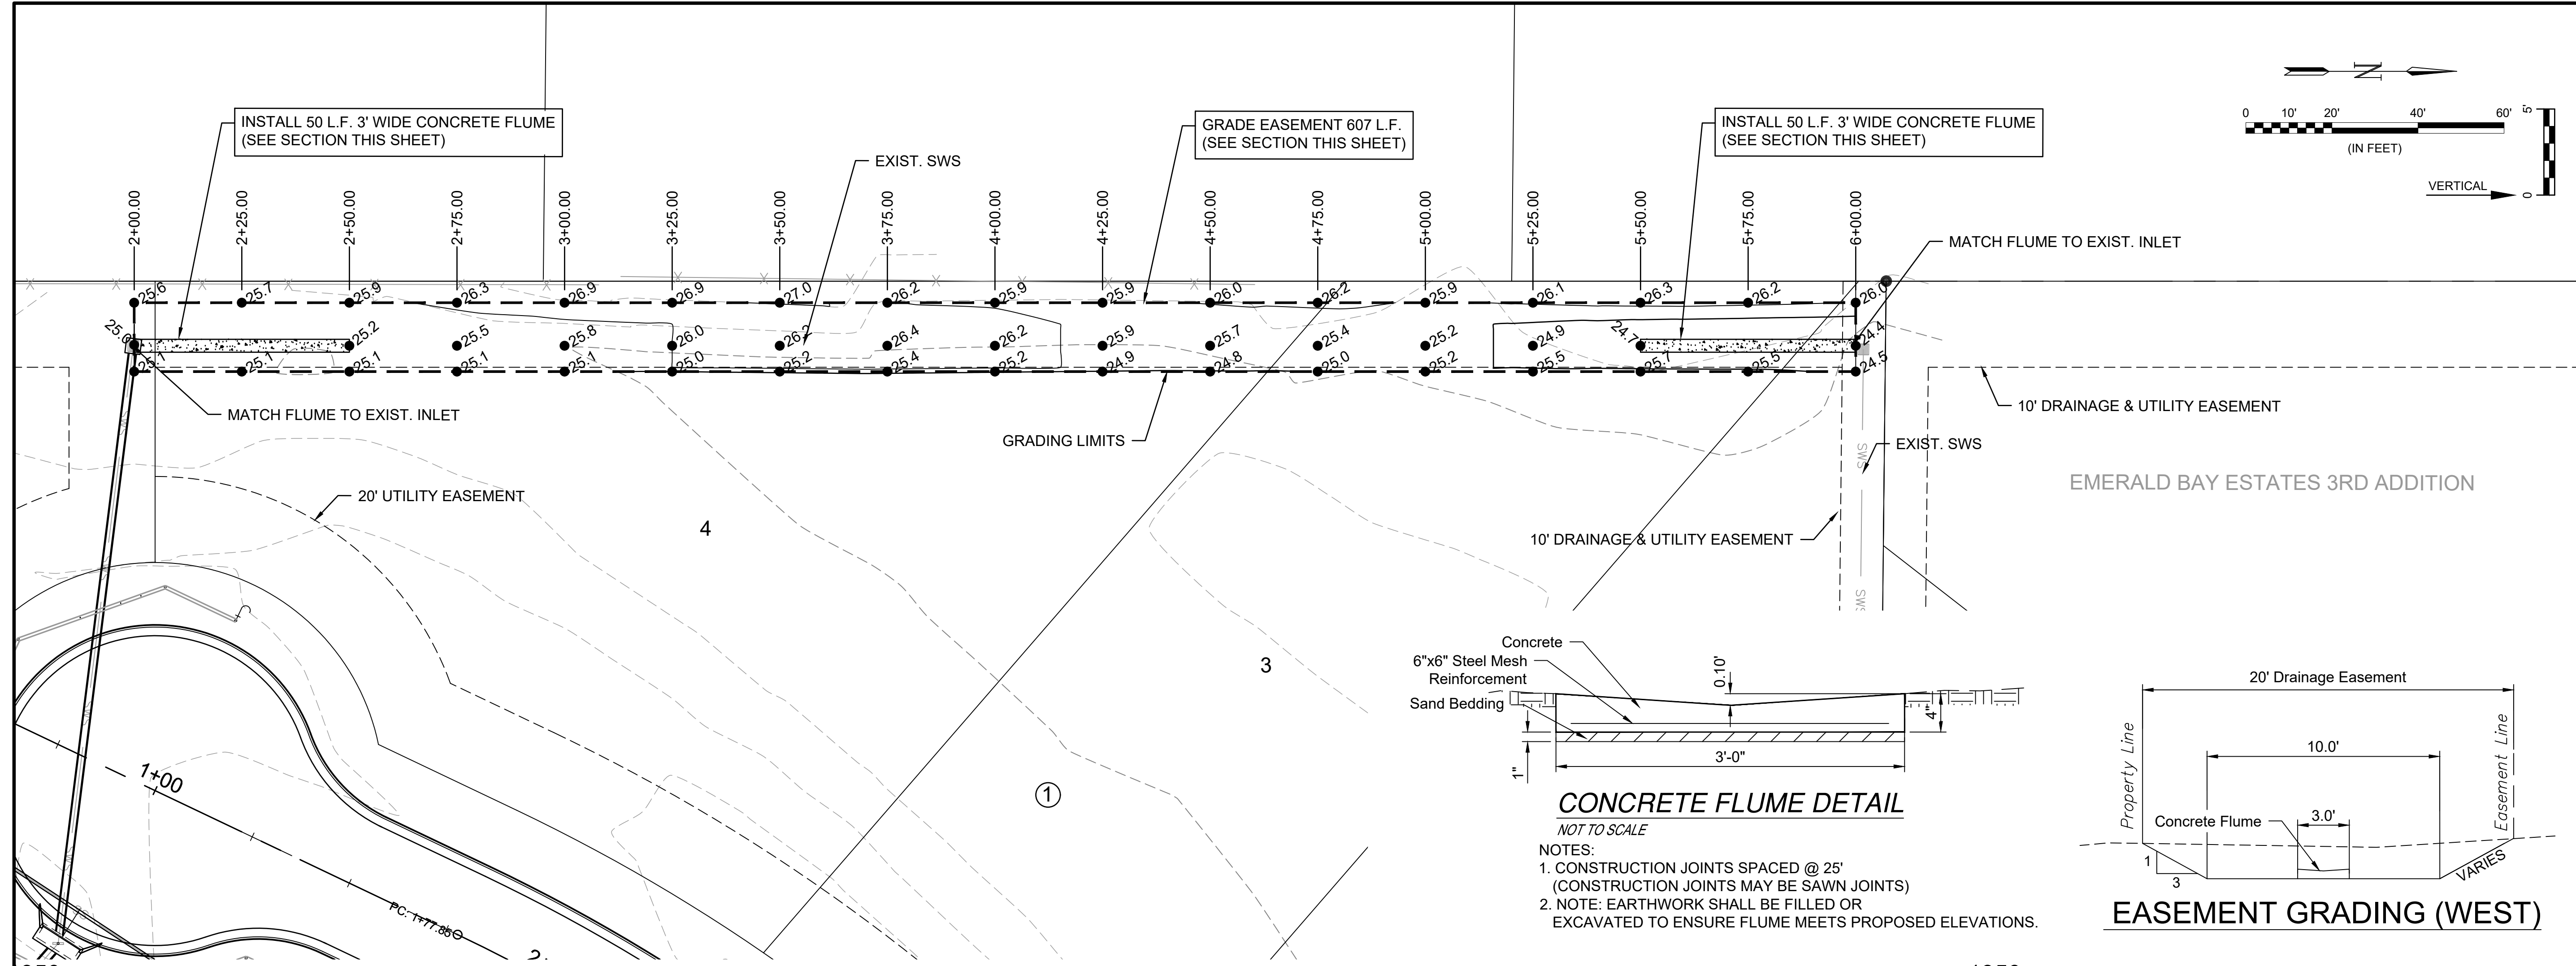 INSTALL 50 L.F. 3' WIDE CONCRETE FLUME
(SEE SECTION THIS SHEET)
EXIST. SWS
GRADE EASEMENT 607 L.F.
(SEE SECTION THIS SHEET)
INSTALL 50 L.F. 3' WIDE CONCRETE FLUME
(SEE SECTION THIS SHEET)
N
0 10' 20' 40' 60'
(IN FEET)
5'
VERTICAL
0
2+00.00
2+25.00
2+50.00
2+75.00
3+00.00
3+25.00
3+50.00
3+75.00
4+00.00
4+25.00
4+50.00
4+75.00
5+00.00
5+25.00
5+50.00
5+75.00
6+00.00
MATCH FLUME TO EXIST. INLET
25.6 25.7 25.9 26.3 26.9 26.9 27.0 26.2 25.9 25.9 26.0 26.2 25.9 26.1 26.3 26.2 26.0
25.2 25.5 25.8 26.0 26.2 26.4 26.2 25.9 25.7 25.4 25.2 24.9 24.7 24.4
25.1 25.1 25.1 25.1 25.1 25.0 25.2 25.4 25.2 24.9 24.8 25.0 25.2 25.5 25.7 25.5 24.5
MATCH FLUME TO EXIST. INLET
GRADING LIMITS
10' DRAINAGE & UTILITY EASEMENT
EXIST. SWS
SWS
EMERALD BAY ESTATES 3RD ADDITION
20' UTILITY EASEMENT
4
10' DRAINAGE & UTILITY EASEMENT
SWS
3
1
1+00
PC: 1+77.85
Concrete
6"x6" Steel Mesh
Reinforcement
Sand Bedding
0.10'
4"
1"
3'-0"
CONCRETE FLUME DETAIL
NOT TO SCALE
NOTES:
1. CONSTRUCTION JOINTS SPACED @ 25'
(CONSTRUCTION JOINTS MAY BE SAWN JOINTS)
2. NOTE: EARTHWORK SHALL BE FILLED OR
EXCAVATED TO ENSURE FLUME MEETS PROPOSED ELEVATIONS.
20' Drainage Easement
Property Line
Easement Line
10.0'
3.0'
Concrete Flume
1
3
VARIES
EASEMENT GRADING (WEST)